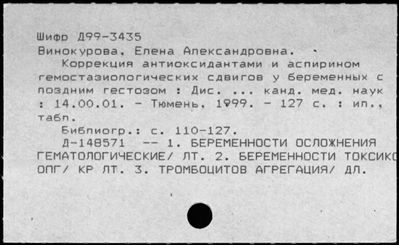 Шифр Д99-3435
Винокурова, Елена Александровна.
Коррекция антиоксидантами и аспирином
гемостазиологических сдвигов у беременных с
поздним гестозом : Дис. ... канд. мед. наук
: 14.00.01. - Тюмень, 1999. - 127 с. : ил.,
табл.
Библиогр.: с. 110-127.
Д-148571 -- 1. БЕРЕМЕННОСТИ ОСЛОЖНЕНИЯ
ГЕМАТОЛОГИЧЕСКИЕ/ ЛТ. 2. БЕРЕМЕННОСТИ ТОКСИКО
ОПГ/ КР ЛТ. 3. ТРОМБОЦИТОВ АГРЕГАЦИЯ/ ДЛ.